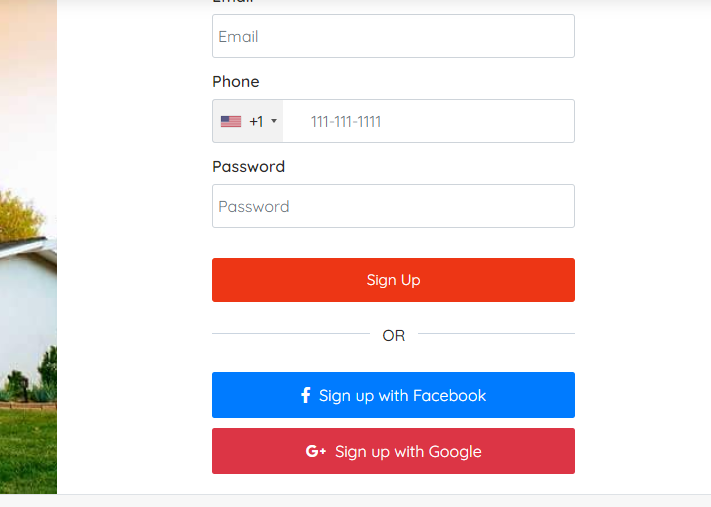 Email
Email
Phone
+1 111-111-1111
Password
Password
Sign Up
OR
f Sign up with Facebook
G+ Sign up with Google